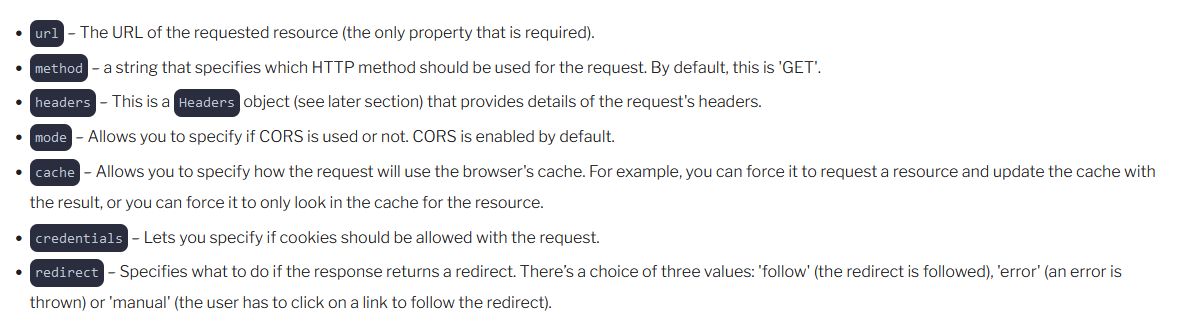 • url – The URL of the requested resource (the only property that is required).
• method – a string that specifies which HTTP method should be used for the request. By default, this is 'GET'.
• headers – This is a Headers object (see later section) that provides details of the request's headers.
• mode – Allows you to specify if CORS is used or not. CORS is enabled by default.
• cache – Allows you to specify how the request will use the browser's cache. For example, you can force it to request a resource and update the cache with
the result, or you can force it to only look in the cache for the resource.
• credentials – Lets you specify if cookies should be allowed with the request.
• redirect – Specifies what to do if the response returns a redirect. There's a choice of three values: 'follow' (the redirect is followed), 'error' (an error is
thrown) or 'manual' (the user has to click on a link to follow the redirect).